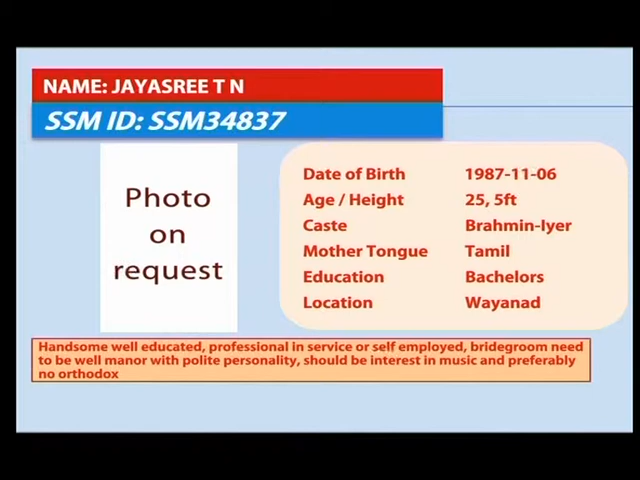 NAME: JAYASREE T N
SSM ID: SSM34837
Photo
on
request
Date of Birth 1987-11-06
Age / Height 25, 5ft
Caste Brahmin-Iyer
Mother Tongue Tamil
Education Bachelors
Location Wayanad
Handsome well educated, professional in service or self employed, bridegroom need
to be well manor with polite personality, should be interest in music and preferably
no orthodox